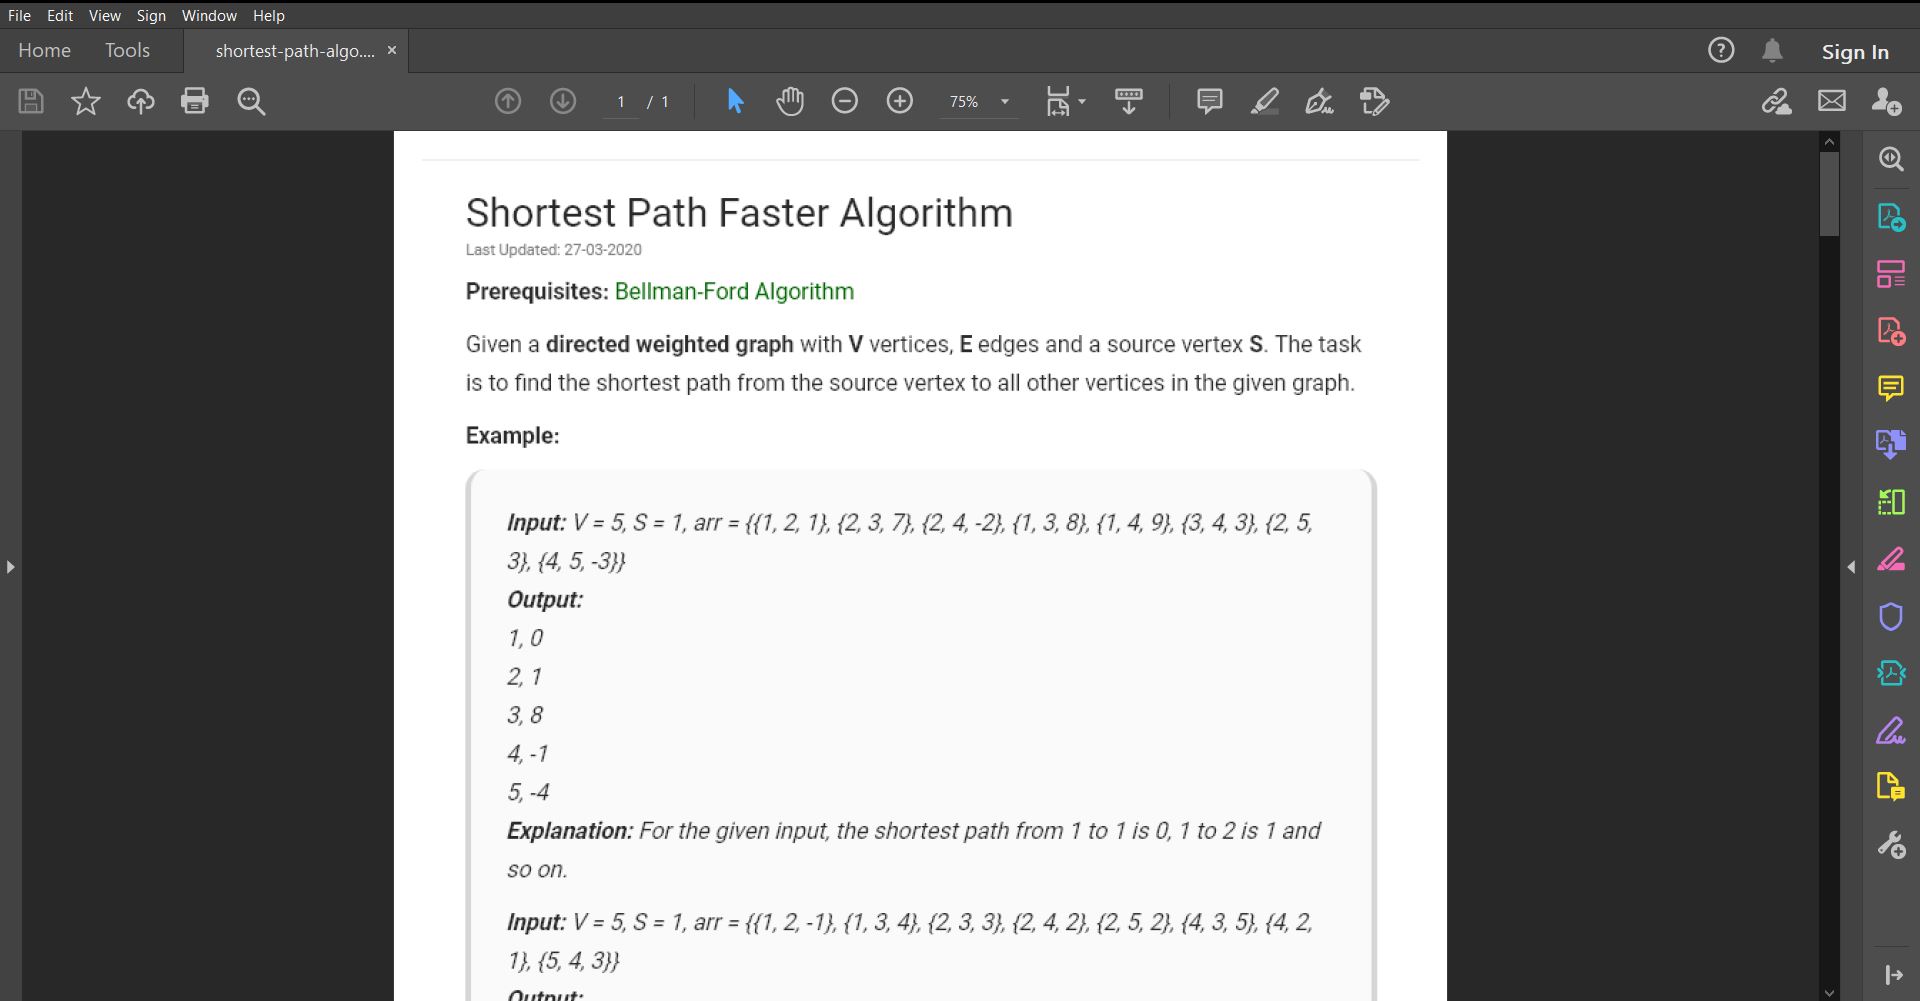 File Edit View Sign Window Help
Home Tools shortest-path-algo.... × ? Sign In
1 / 1 75%
Shortest Path Faster Algorithm
Last Updated: 27-03-2020
Prerequisites: Bellman-Ford Algorithm
Given a directed weighted graph with V vertices, E edges and a source vertex S. The task
is to find the shortest path from the source vertex to all other vertices in the given graph.
Example:
Input: V = 5, S = 1, arr = {{1, 2, 1}, {2, 3, 7}, {2, 4, -2}, {1, 3, 8}, {1, 4, 9}, {3, 4, 3}, {2, 5,
3}, {4, 5, -3}}
Output:
1, 0
2, 1
3, 8
4, -1
5, -4
Explanation: For the given input, the shortest path from 1 to 1 is 0, 1 to 2 is 1 and
so on.
Input: V = 5, S = 1, arr = {{1, 2, -1}, {1, 3, 4}, {2, 3, 3}, {2, 4, 2}, {2, 5, 2}, {4, 3, 5}, {4, 2,
1}, {5, 4, 3}}
Output: